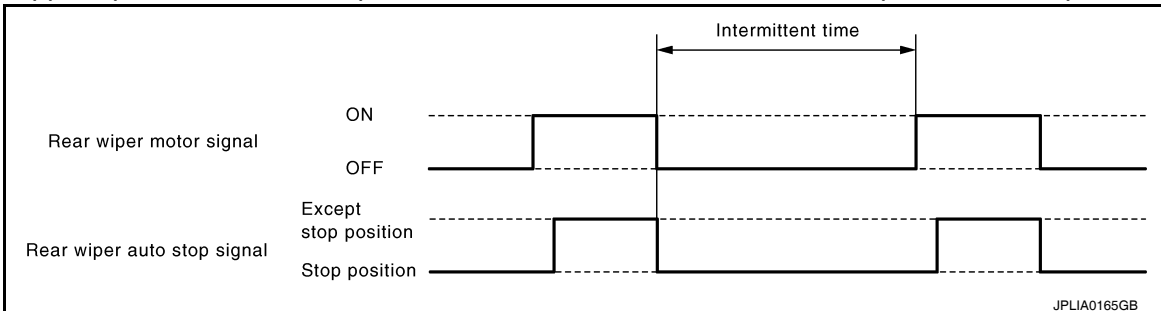 Intermittent time
ON
Rear wiper motor signal
OFF
Except
stop position
Rear wiper auto stop signal
Stop position
JPLIA0165GB